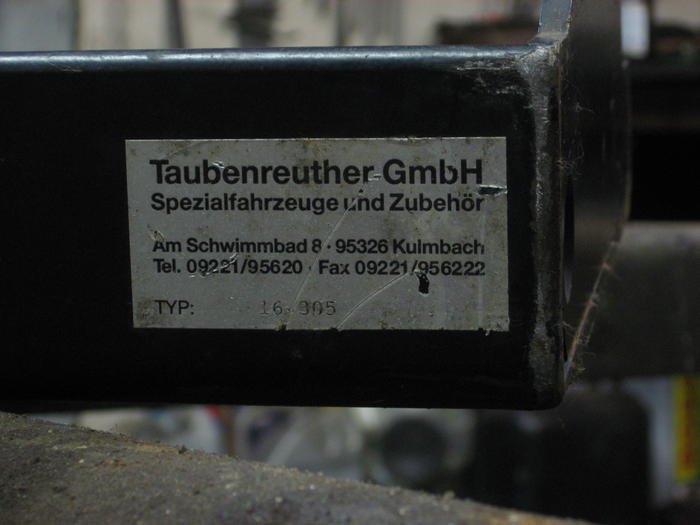 Taubenreuther GmbH
Spezialfahrzeuge und Zubehör
Am Schwimmbad 8 · 95326 Kulmbach
Tel. 09221/95620 · Fax 09221/956222
TYP: 16-305